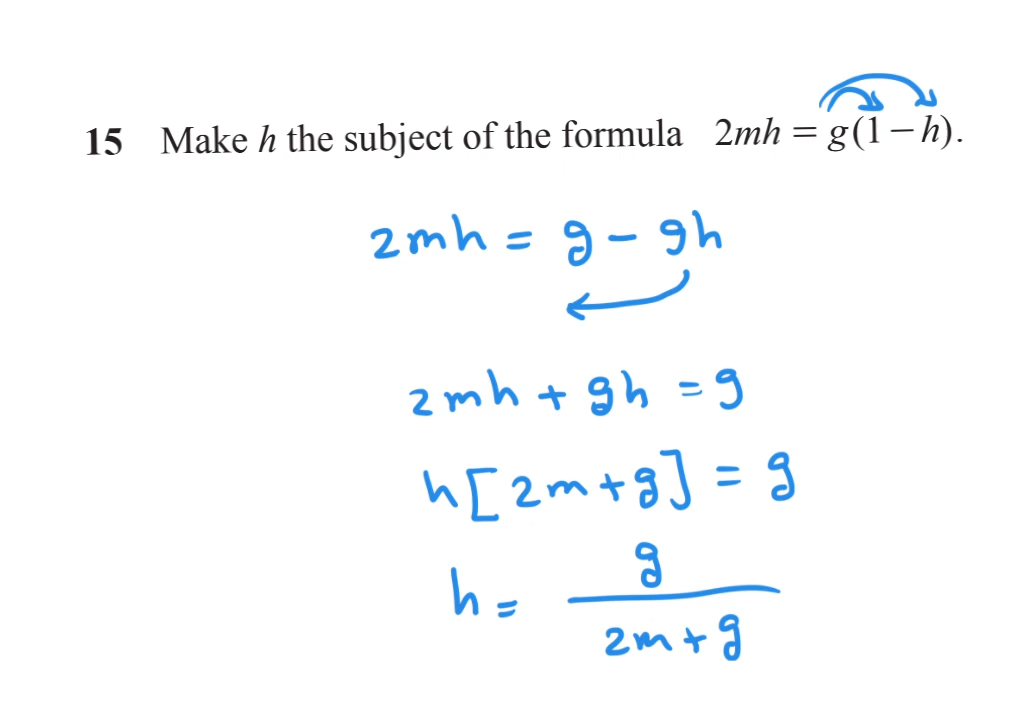 15 Make h the subject of the formula 2mh = g(1 – h).
2mh = g - gh
2mh + gh = g
h[2m+g] = g
h = g
2m+g